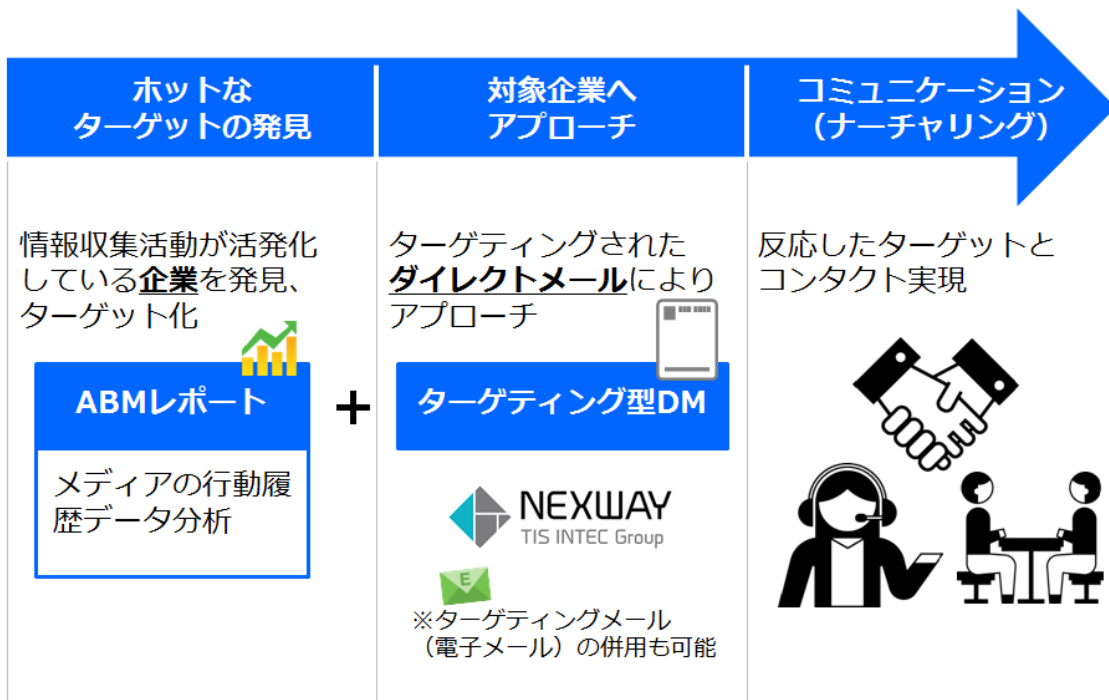 ホットな
ターゲットの発見
対象企業へ
アプローチ
コミュニケーション
（ナーチャリング）
情報収集活動が活発化
している企業を発見、
ターゲット化
ABMレポート
メディアの行動履
歴データ分析
+
ターゲティングされた
ダイレクトメールにより
アプローチ
ターゲティング型DM
NEXWAY
TIS INTEC Group
E
※ターゲティングメール
（電子メール）の併用も可能
反応したターゲットと
コンタクト実現